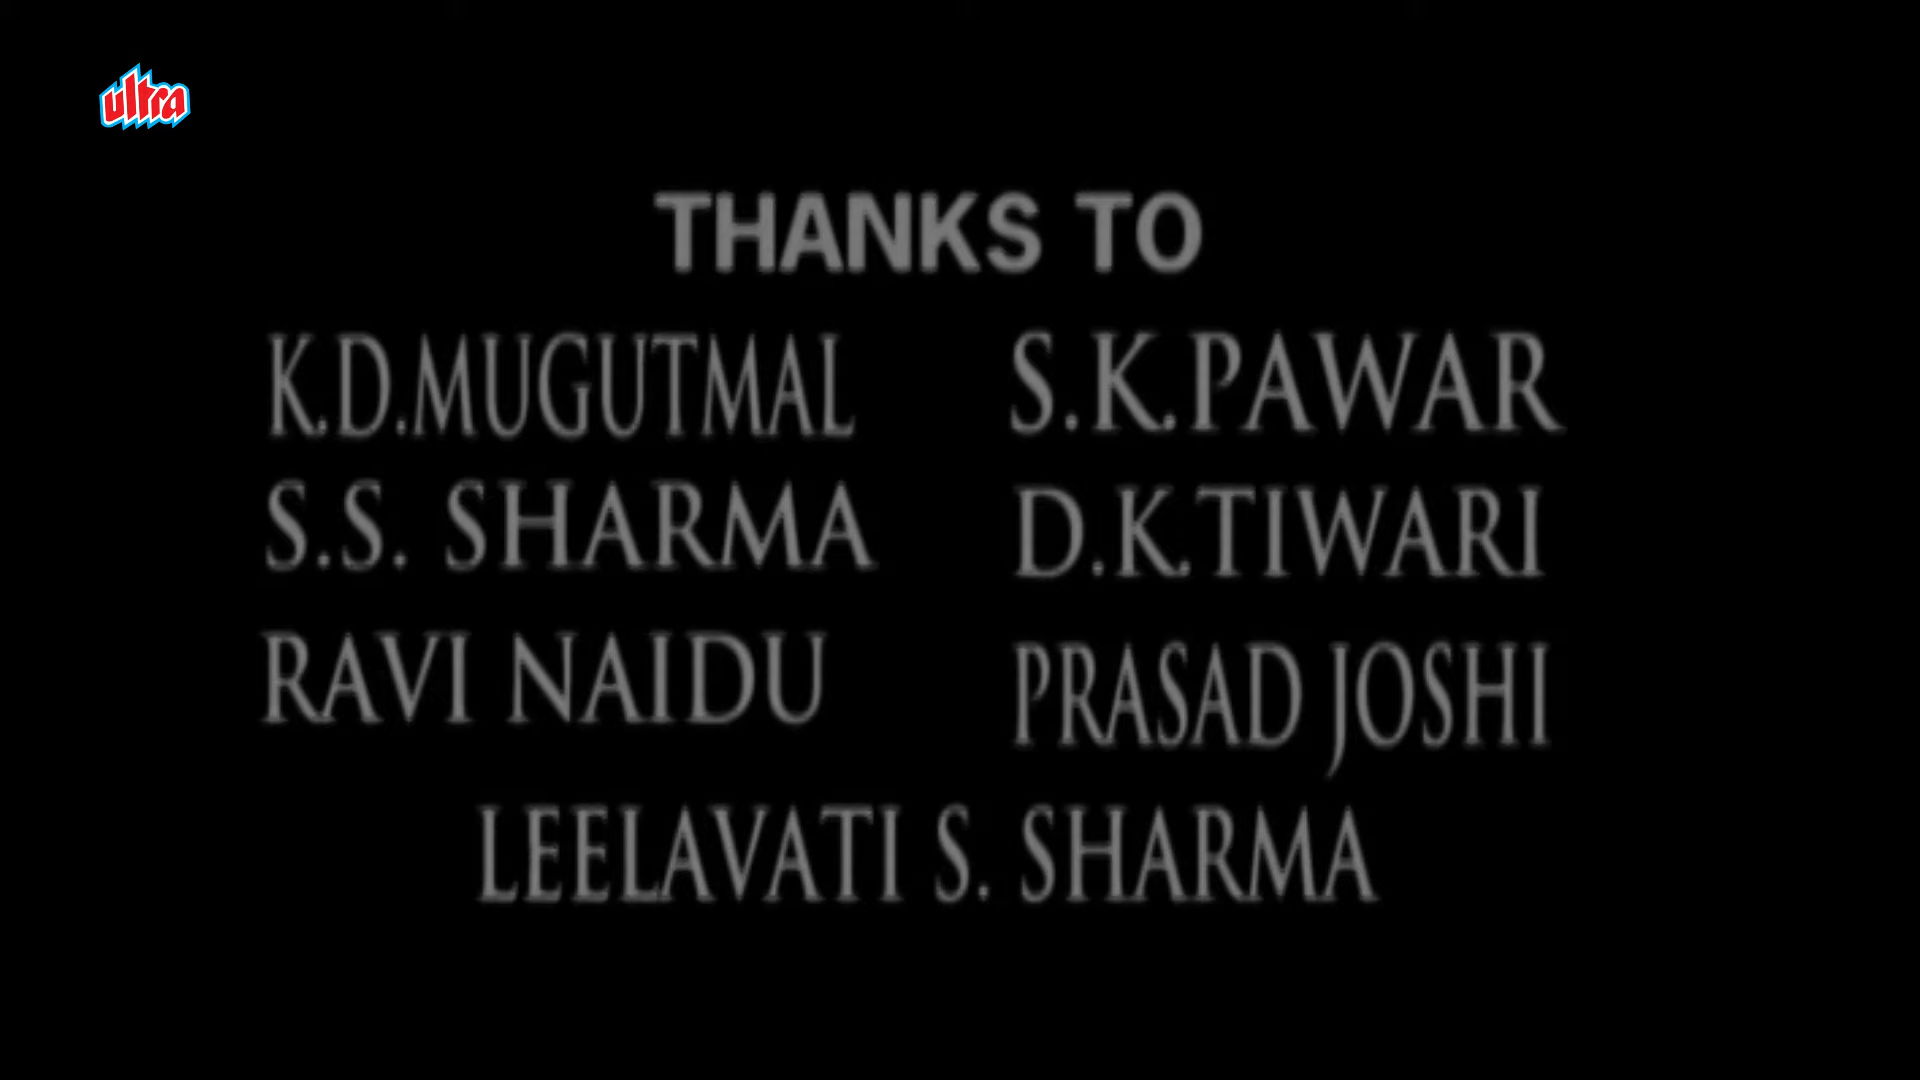 ultra
THANKS TO
K.D.MUGUTMAL S.K.PAWAR
S.S. SHARMA D.K.TIWARI
RAVI NAIDU PRASAD JOSHI
LEELAVATI S. SHARMA